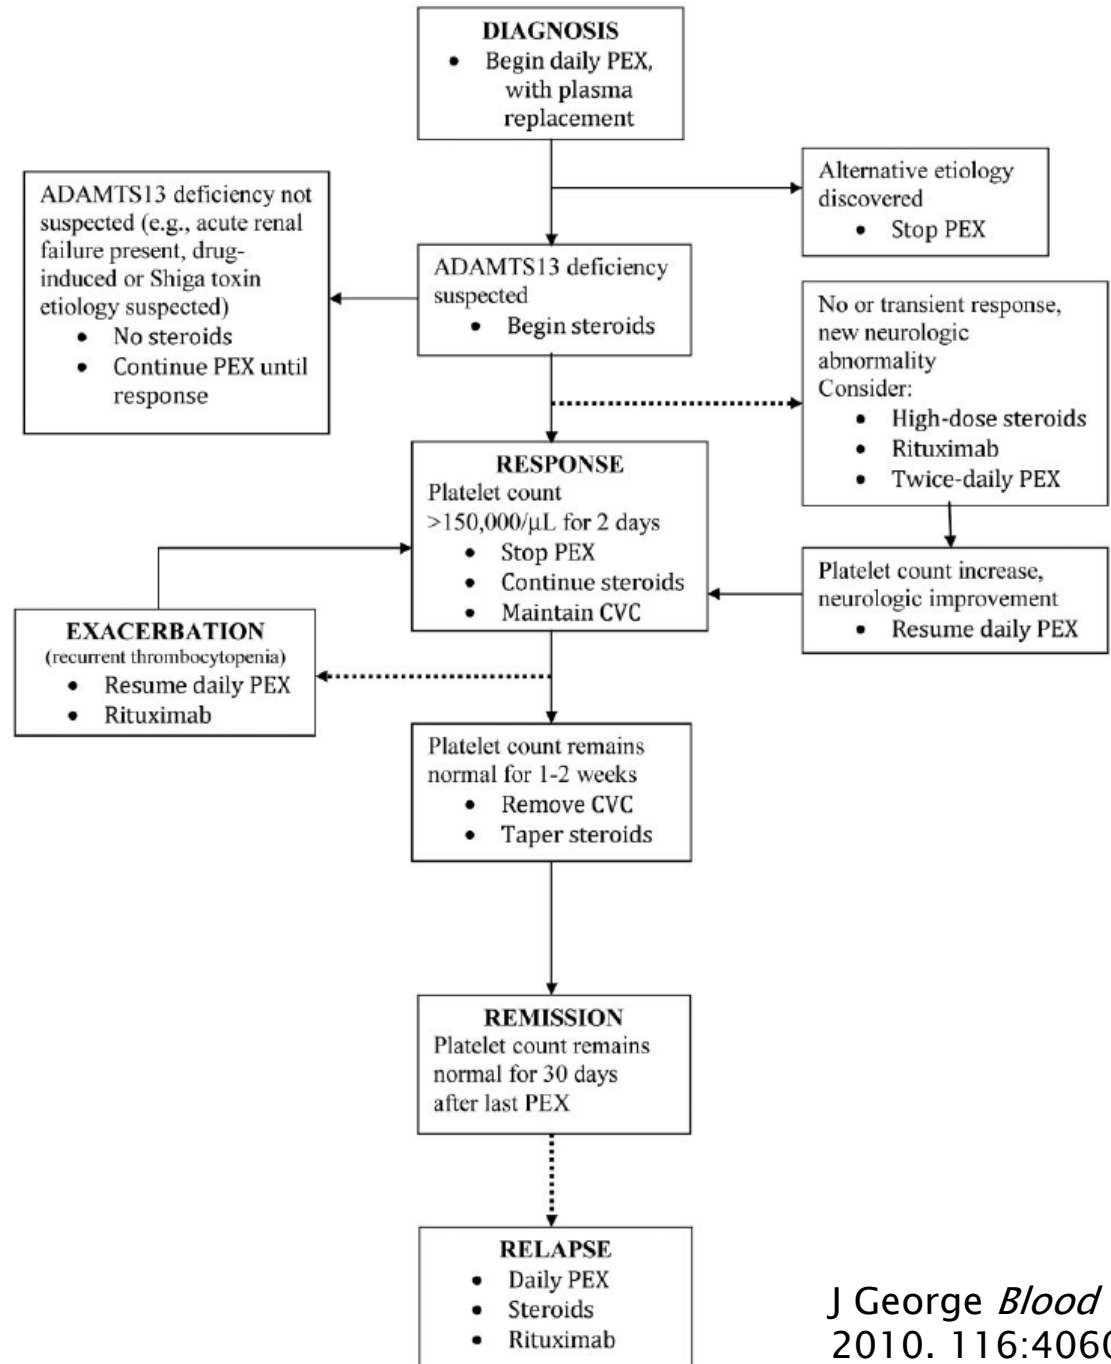 DIAGNOSIS
• Begin daily PEX,
with plasma
replacement
Alternative etiology
discovered
• Stop PEX
ADAMTS13 deficiency not
suspected (e.g., acute renal
failure present, drug-
induced or Shiga toxin
etiology suspected)
• No steroids
• Continue PEX until
response
ADAMTS13 deficiency
suspected
• Begin steroids
No or transient response,
new neurologic
abnormality
Consider:
• High-dose steroids
• Rituximab
• Twice-daily PEX
RESPONSE
Platelet count
>150,000/µL for 2 days
• Stop PEX
• Continue steroids
• Maintain CVC
Platelet count increase,
neurologic improvement
• Resume daily PEX
EXACERBATION
(recurrent thrombocytopenia)
• Resume daily PEX
• Rituximab
Platelet count remains
normal for 1-2 weeks
• Remove CVC
• Taper steroids
REMISSION
Platelet count remains
normal for 30 days
after last PEX
RELAPSE
• Daily PEX
• Steroids
• Rituximab
J George Blood
2010. 116:4060